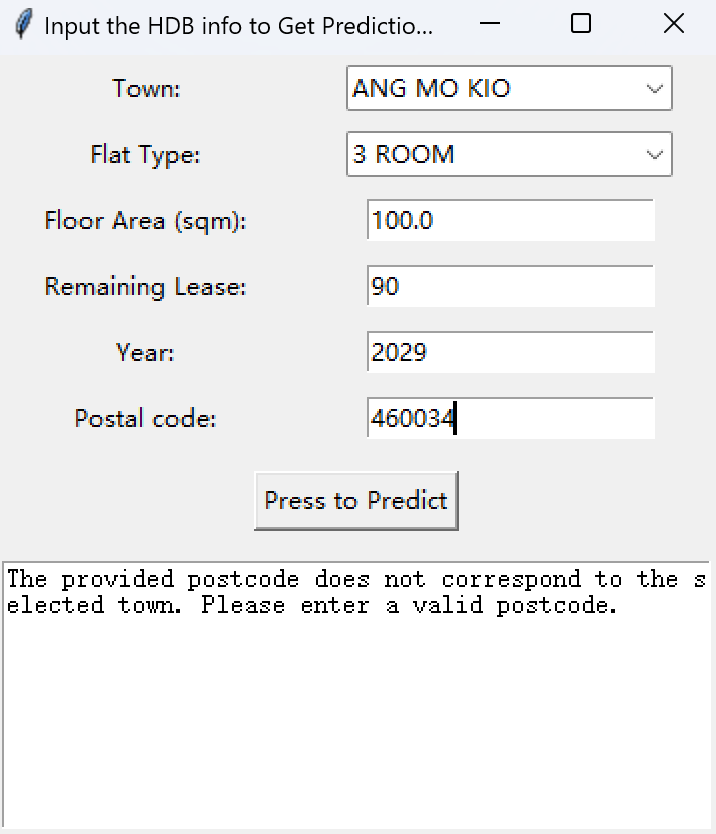 Input the HDB info to Get Predictio...
Town: ANG MO KIO
Flat Type: 3 ROOM
Floor Area (sqm): 100.0
Remaining Lease: 90
Year: 2029
Postal code: 460034
Press to Predict
The provided postcode does not correspond to the s
elected town. Please enter a valid postcode.